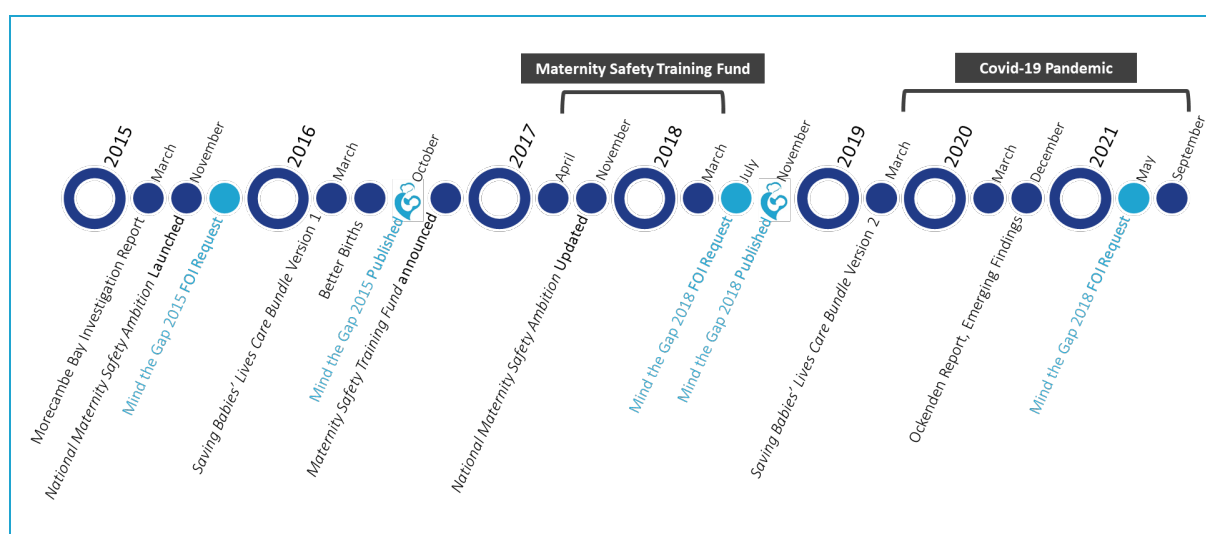 Maternity Safety Training Fund
Covid-19 Pandemic
2015
March
Morecambe Bay Investigation Report
November
National Maternity Safety Ambition Launched
Mind the Gap 2015 FOI Request
2016
March
Saving Babies' Lives Care Bundle Version 1
Better Births
October
Mind the Gap 2015 Published
Maternity Safety Training Fund announced
2017
April
November
National Maternity Safety Ambition Updated
2018
March
July
Mind the Gap 2018 FOI Request
November
Mind the Gap 2018 Published
2019
March
Saving Babies' Lives Care Bundle Version 2
2020
March
December
Ockenden Report, Emerging Findings
2021
May
Mind the Gap 2018 FOI Request
September